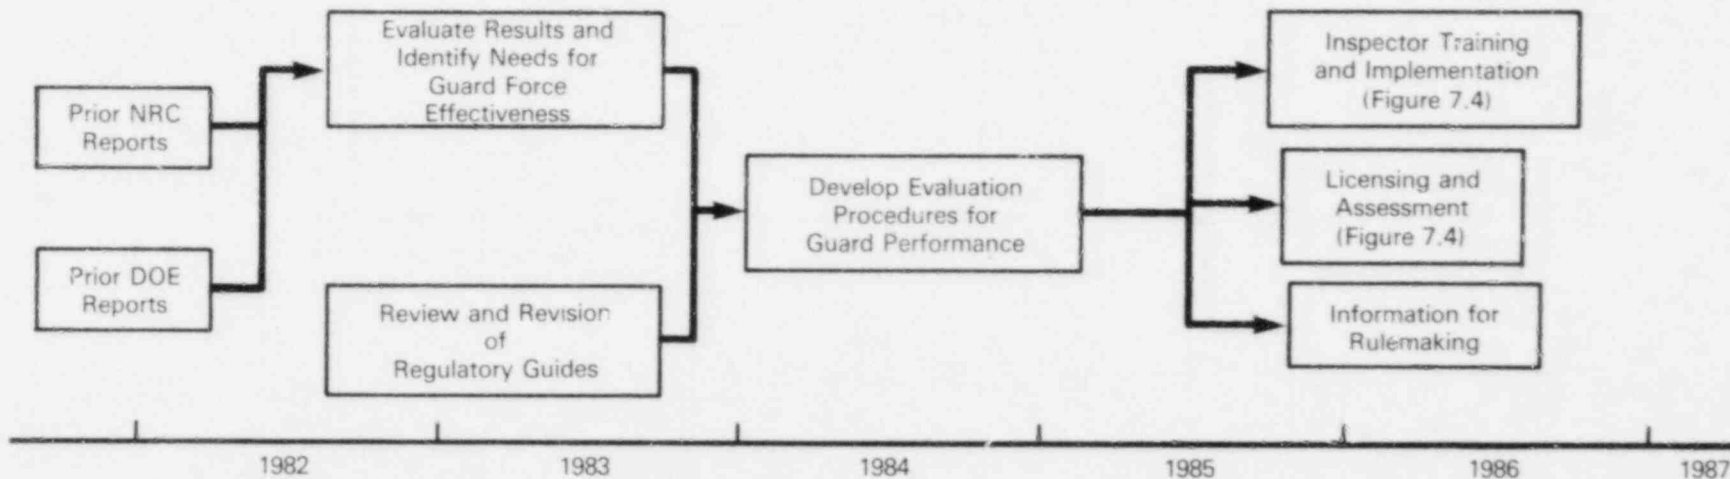 Prior NRC
Reports
Prior DOE
Reports
Evaluate Results and
Identify Needs for
Guard Force
Effectiveness
Review and Revision
of
Regulatory Guides
Develop Evaluation
Procedures for
Guard Performance
Inspector Training
and Implementation
(Figure 7.4)
Licensing and
Assessment
(Figure 7.4)
Information for
Rulemaking
1982
1983
1984
1985
1986
1987